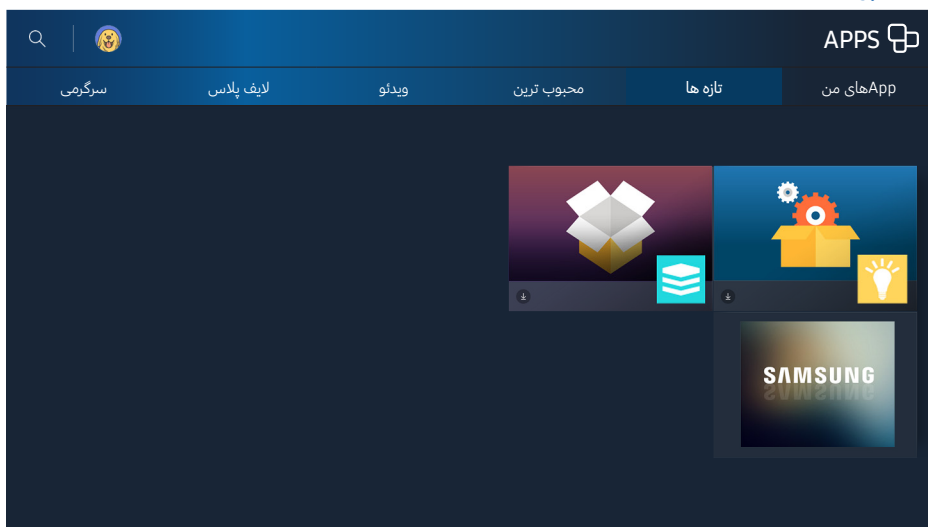 APPS
Appهای من
تازه ها
محبوب ترین
ویدئو
لایف پلاس
سرگرمی
SAMSUNG